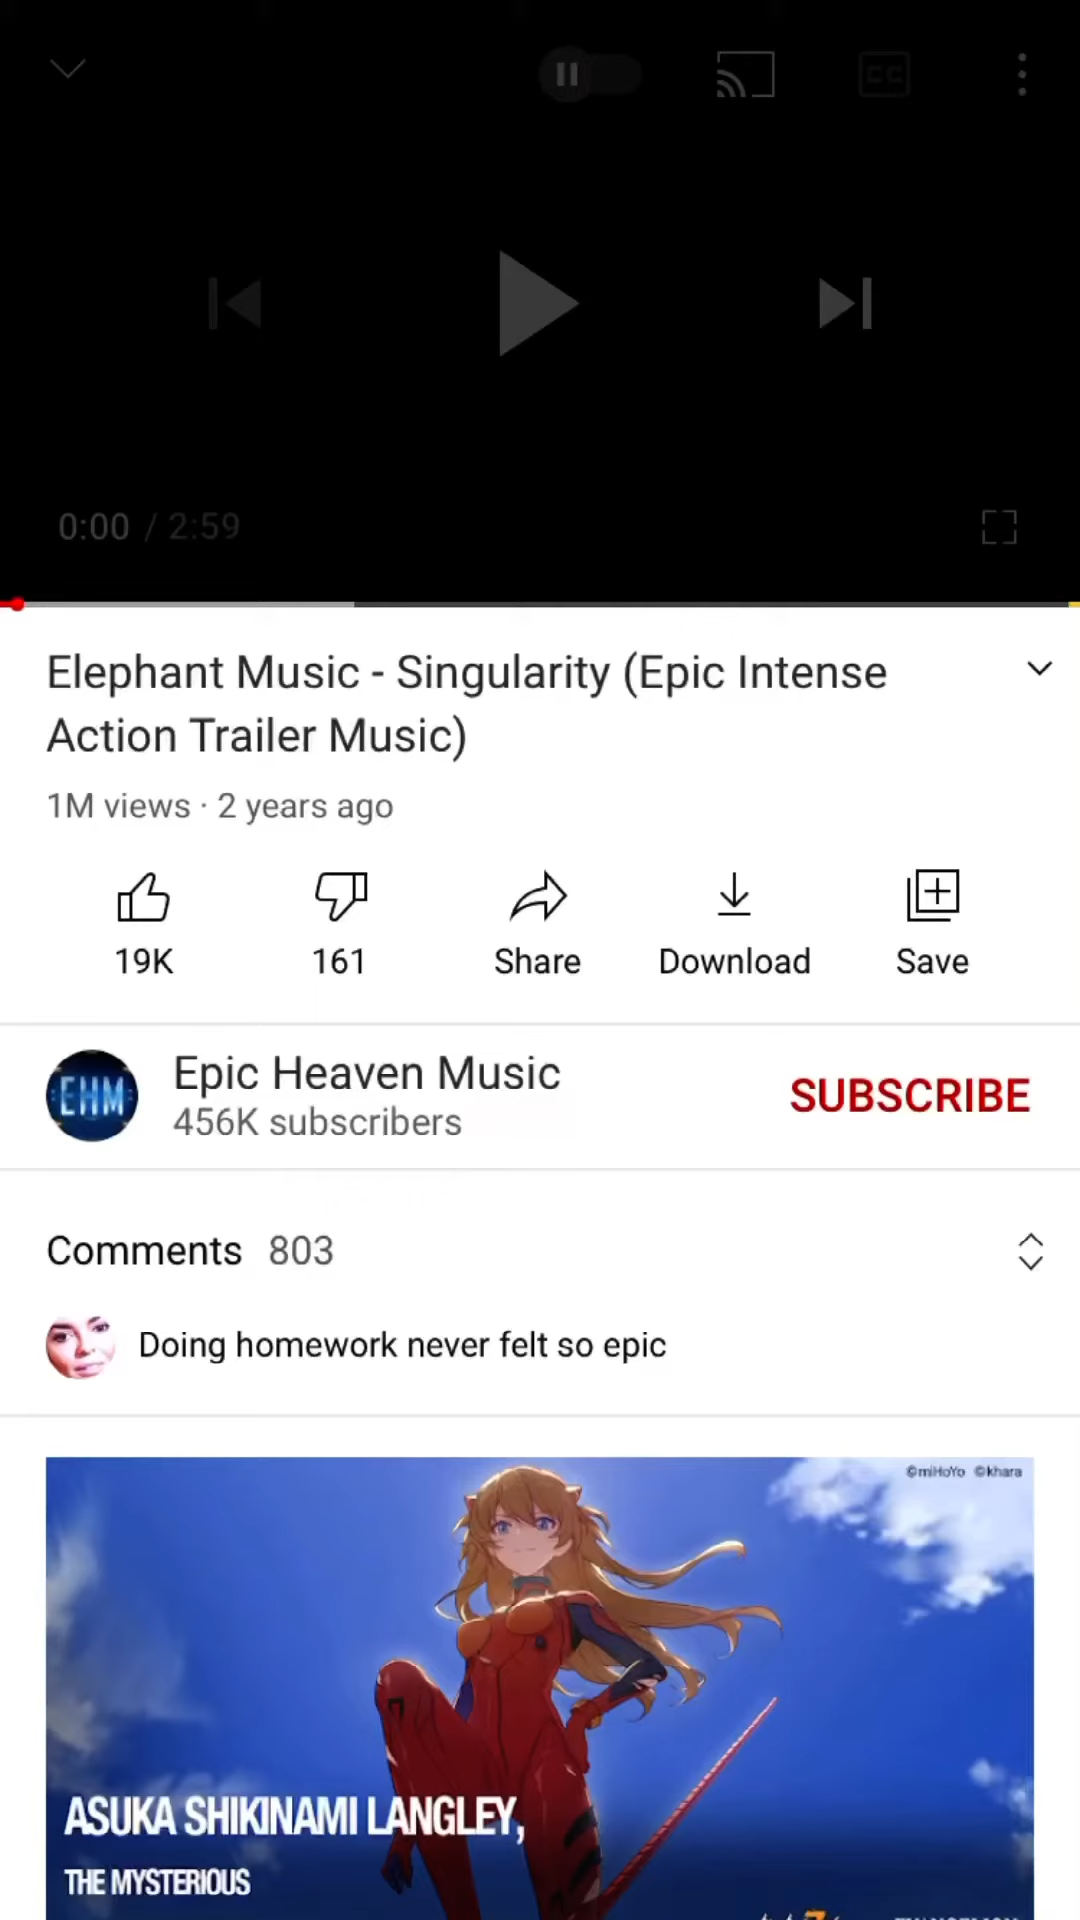 CC
0:00 / 2:59
Elephant Music - Singularity (Epic Intense
Action Trailer Music)
1M views · 2 years ago
19K
161
Share
Download
Save
EHM
Epic Heaven Music
456K subscribers
SUBSCRIBE
Comments 803
Doing homework never felt so epic
©miHoYo ©khara
ASUKA SHIKINAMI LANGLEY,
THE MYSTERIOUS